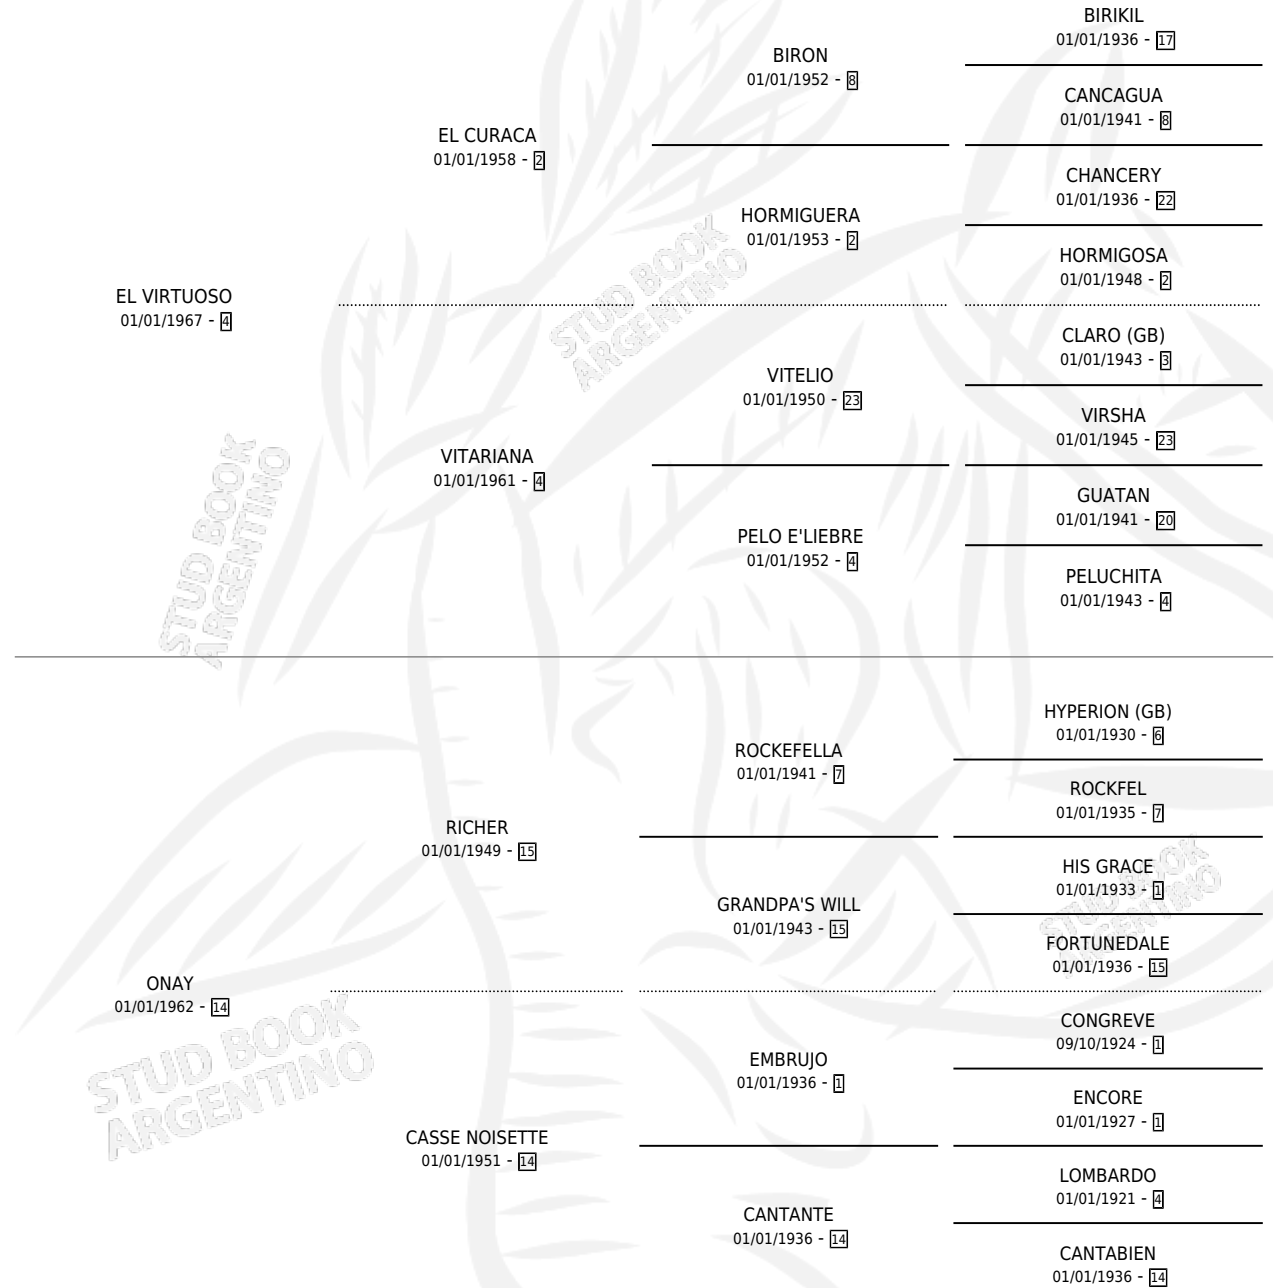 BIRIKIL
01/01/1936 - 17
BIRON
01/01/1952 - 8
CANCAGUA
01/01/1941 - 8
EL CURACA
01/01/1958 - 2
CHANCERY
01/01/1936 - 22
HORMIGUERA
01/01/1953 - 2
HORMIGOSA
01/01/1948 - 2
EL VIRTUOSO
01/01/1967 - 4
CLARO (GB)
01/01/1943 - 3
VITELIO
01/01/1950 - 23
VIRSHA
01/01/1945 - 23
VITARIANA
01/01/1961 - 4
GUATAN
01/01/1941 - 20
PELO E'LIEBRE
01/01/1952 - 4
PELUCHITA
01/01/1943 - 4
STUD BOOK
ARGENTINO
STUD BOOK
ARGENTINO
HYPERION (GB)
01/01/1930 - 6
ROCKEFELLA
01/01/1941 - 7
ROCKFEL
01/01/1935 - 7
RICHER
01/01/1949 - 15
HIS GRACE
01/01/1933 - 1
GRANDPA'S WILL
01/01/1943 - 15
FORTUNEDALE
01/01/1936 - 15
ONAY
01/01/1962 - 14
CONGREVE
09/10/1924 - 1
EMBRUJO
01/01/1936 - 1
ENCORE
01/01/1927 - 1
CASSE NOISETTE
01/01/1951 - 14
LOMBARDO
01/01/1921 - 4
CANTANTE
01/01/1936 - 14
CANTABIEN
01/01/1936 - 14
STUD BOOK
ARGENTINO
STUD BOOK
ARGENTINO